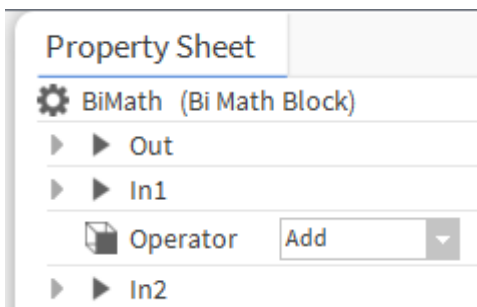 Property Sheet
BiMath (Bi Math Block)
Out
In1
Operator Add
In2